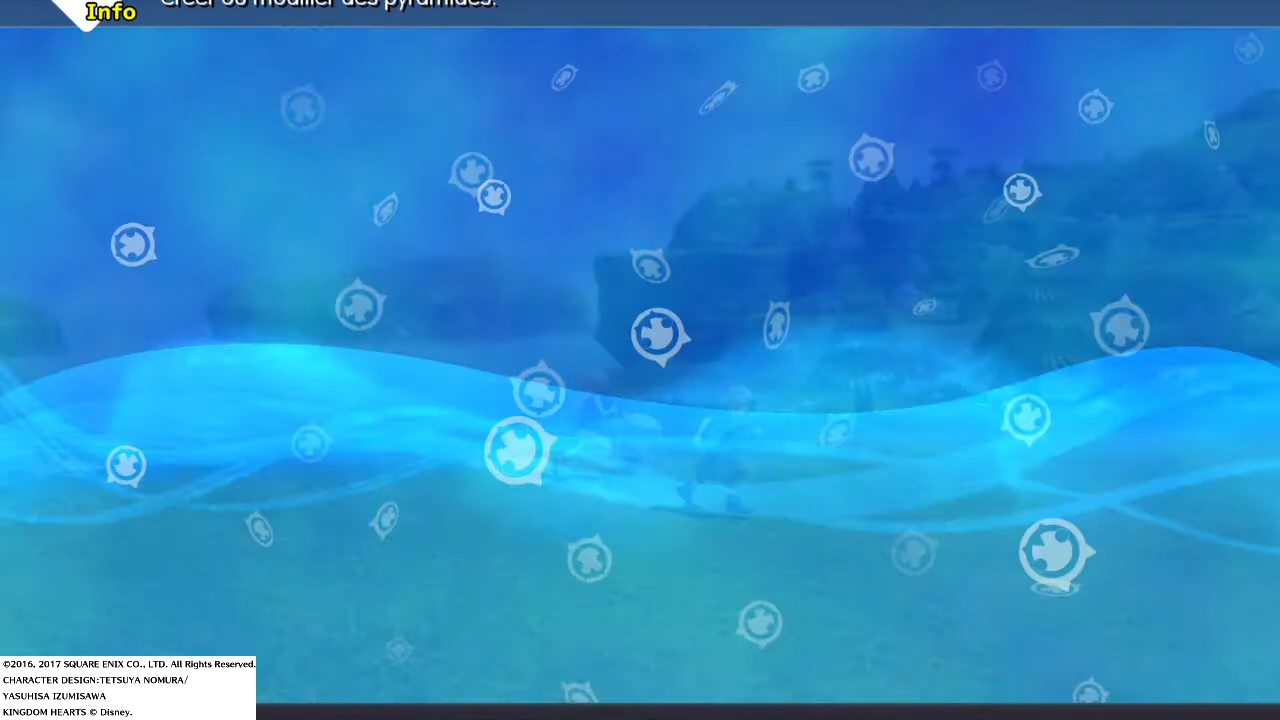 Créer ou modifier des pyramides.
Info
©2016, 2017 SQUARE ENIX CO., LTD. All Rights Reserved.
CHARACTER DESIGN:TETSUYA NOMURA/
YASUHISA IZUMISAWA
KINGDOM HEARTS © Disney.